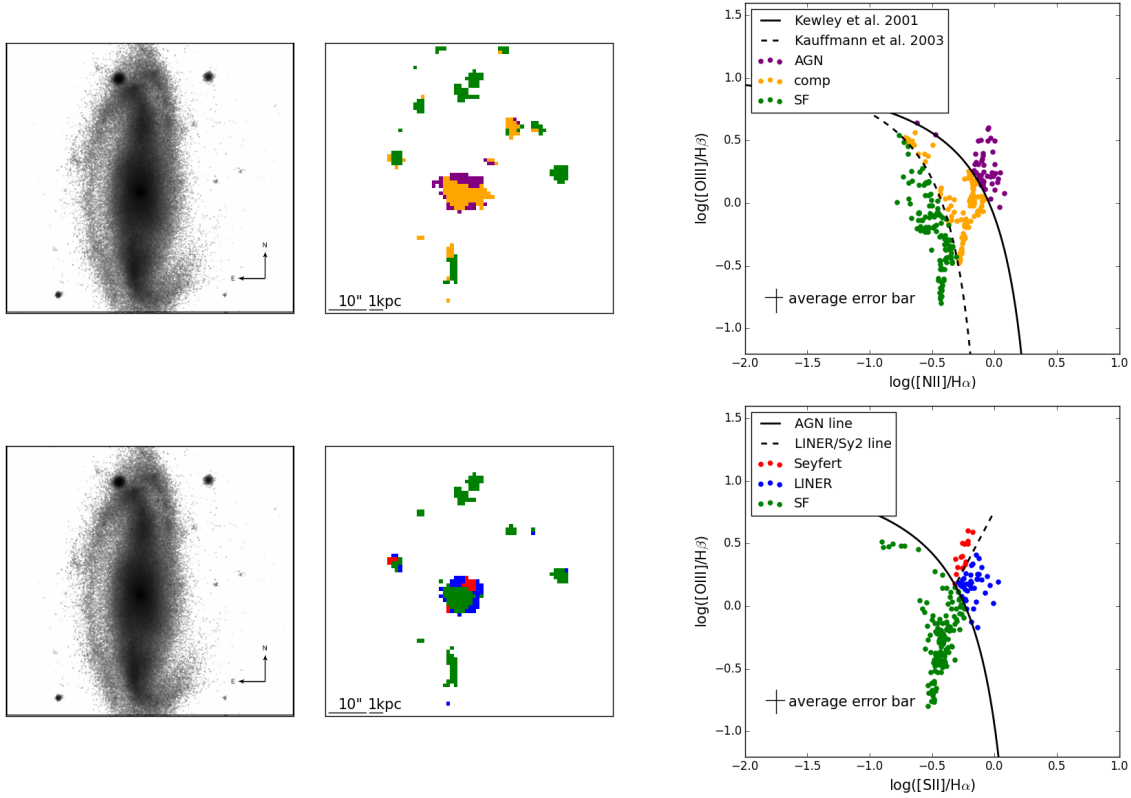 N
E
10" 1kpc
1.5
1.0
0.5
0.0
−0.5
−1.0
log([OIII]/Hβ)
Kewley et al. 2001
Kauffmann et al. 2003
AGN
comp
SF
average error bar
−2.0 −1.5 −1.0 −0.5 0.0 0.5 1.0
log([NII]/Hα)
N
E
10" 1kpc
1.5
1.0
0.5
0.0
−0.5
−1.0
log([OIII]/Hβ)
AGN line
LINER/Sy2 line
Seyfert
LINER
SF
average error bar
−2.0 −1.5 −1.0 −0.5 0.0 0.5 1.0
log([SII]/Hα)